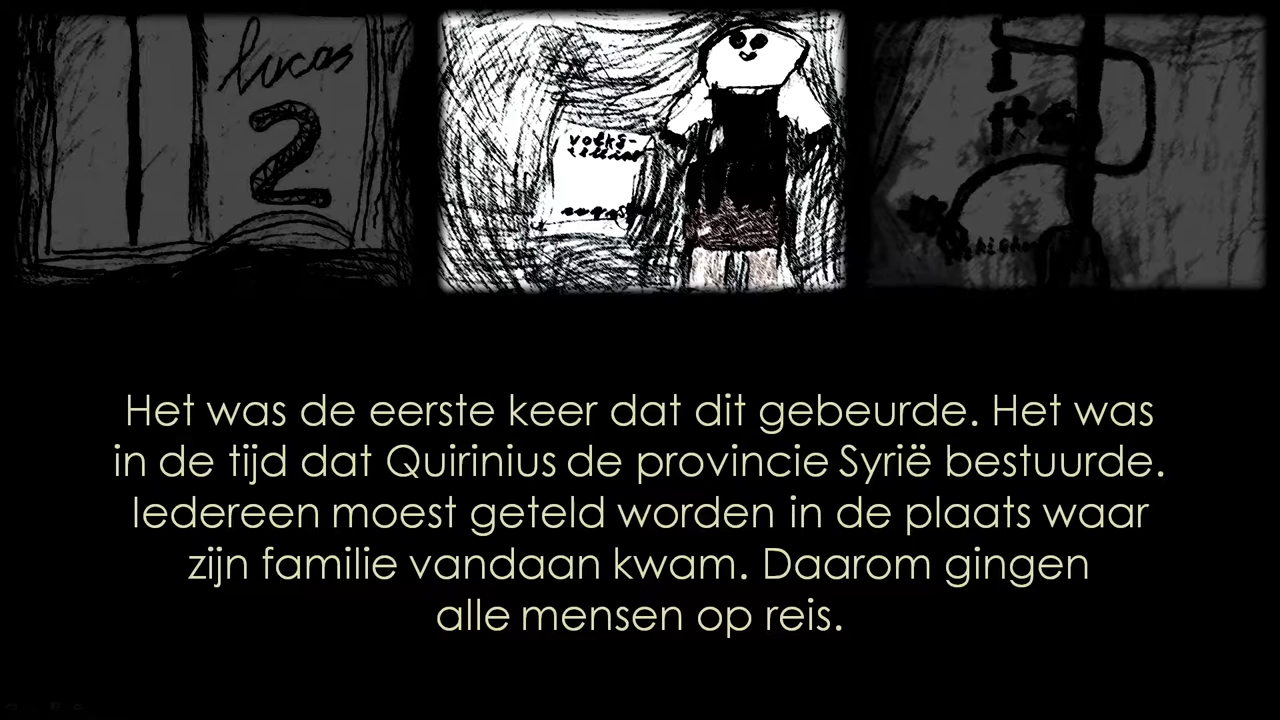 lucas
2
volks-
Het was de eerste keer dat dit gebeurde. Het was
in de tijd dat Quirinius de provincie Syrië bestuurde.
Iedereen moest geteld worden in de plaats waar
zijn familie vandaan kwam. Daarom gingen
alle mensen op reis.